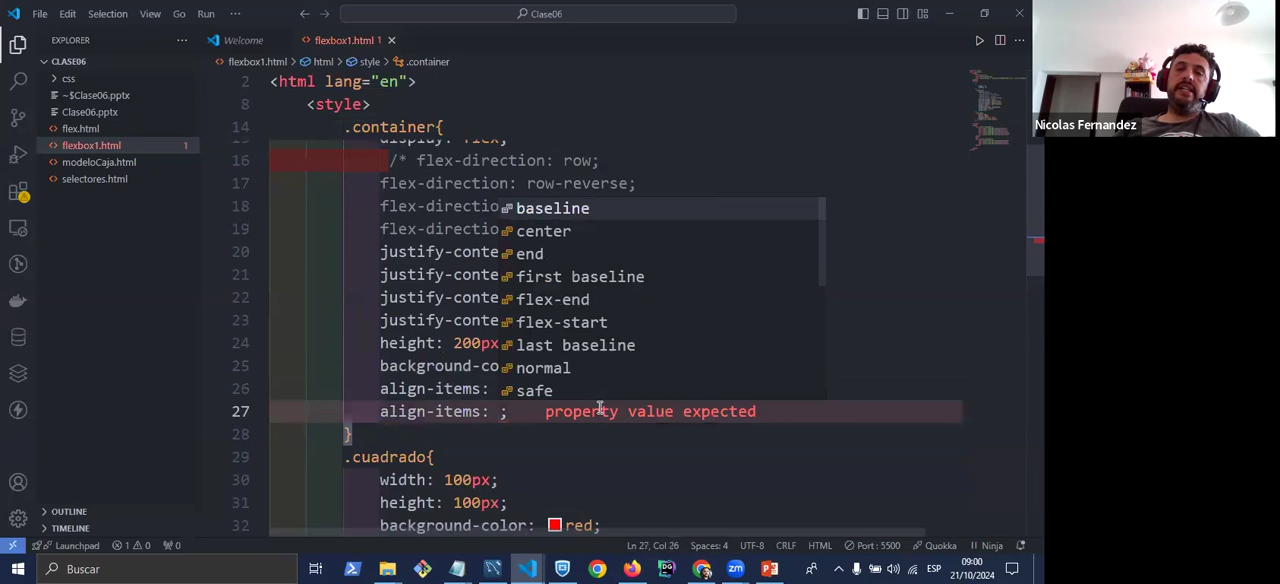 File Edit Selection View Go Run ··· Clase06
EXPLORER ··· Welcome flexbox1.html 1
CLASE06 flexbox1.html > html > style > .container
css
~$Clase06.pptx
Clase06.pptx
flex.html
flexbox1.html 1
modeloCaja.html
selectores.html
OUTLINE
TIMELINE
2 <html lang="en">
8 <style>
14 .container{
display: flex;
16 /* flex-direction: row;
17 flex-direction: row-reverse;
18 flex-directio
19 flex-directio
20 justify-conte
21 justify-conte
22 justify-conte
23 justify-conte
24 height: 200px
25 background-co
26 align-items:
27 align-items: ; property value expected
28 }
29 .cuadrado{
30 width: 100px;
31 height: 100px;
32 background-color: red;
baseline
center
end
first baseline
flex-end
flex-start
last baseline
normal
safe
Nicolas Fernandez
Launchpad 1 0 0 Ln 27, Col 26 Spaces: 4 UTF-8 CRLF HTML Port : 5500 Quokka Ninja
Buscar ESP 09:00
21/10/2024